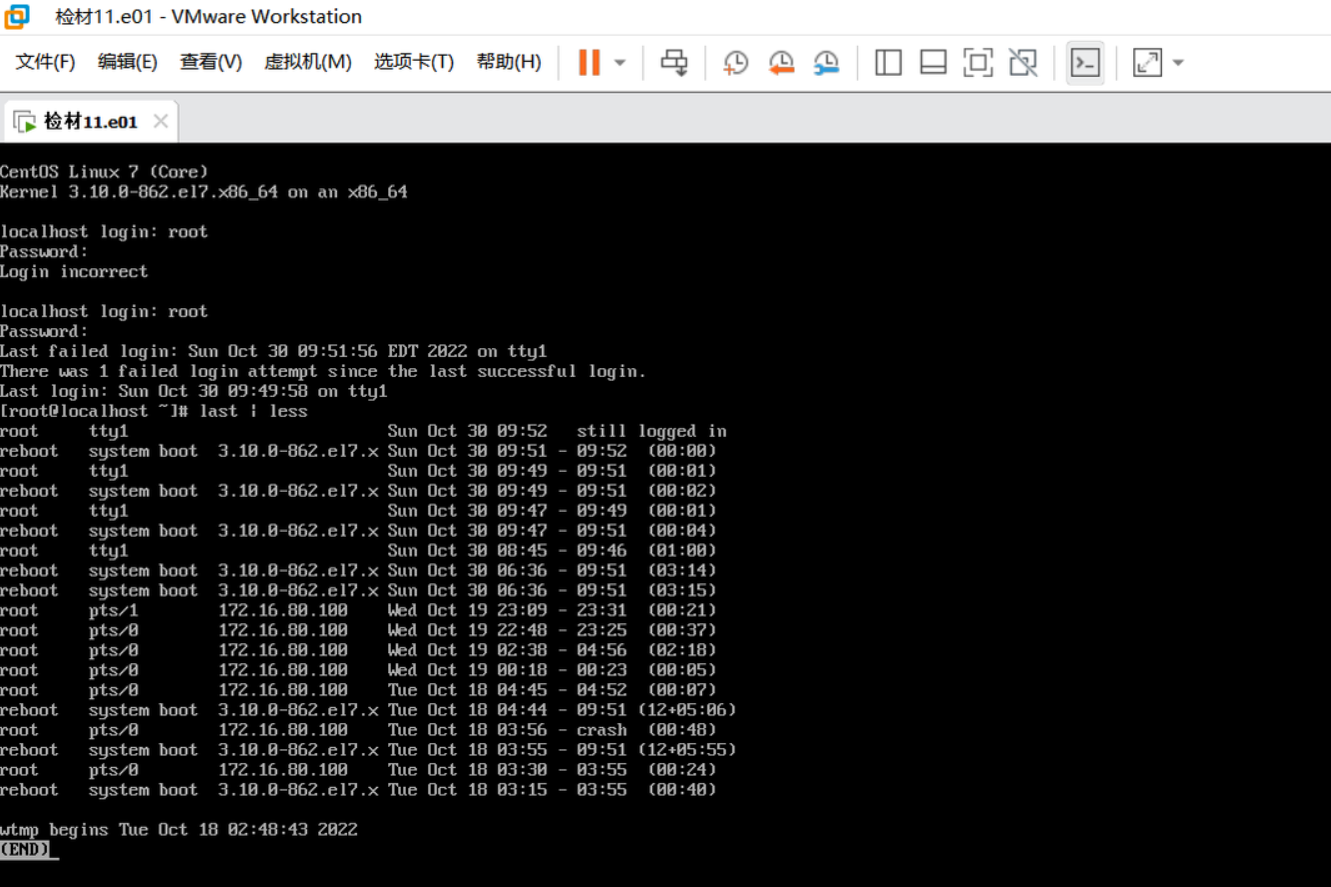 检材11.e01 - VMware Workstation
文件(F) 编辑(E) 查看(V) 虚拟机(M) 选项卡(T) 帮助(H)
检材11.e01
CentOS Linux 7 (Core)
Kernel 3.10.0-862.el7.x86_64 on an x86_64
localhost login: root
Password:
Login incorrect
localhost login: root
Password:
Last failed login: Sun Oct 30 09:51:56 EDT 2022 on tty1
There was 1 failed login attempt since the last successful login.
Last login: Sun Oct 30 09:49:58 on tty1
[root@localhost ~]# last | less
root     tty1                          Sun Oct 30 09:52   still logged in
reboot   system boot  3.10.0-862.el7.x Sun Oct 30 09:51 - 09:52  (00:00)
root     tty1                          Sun Oct 30 09:49 - 09:51  (00:01)
reboot   system boot  3.10.0-862.el7.x Sun Oct 30 09:49 - 09:51  (00:02)
root     tty1                          Sun Oct 30 09:47 - 09:49  (00:01)
reboot   system boot  3.10.0-862.el7.x Sun Oct 30 09:47 - 09:51  (00:04)
root     tty1                          Sun Oct 30 08:45 - 09:46  (01:00)
reboot   system boot  3.10.0-862.el7.x Sun Oct 30 06:36 - 09:51  (03:14)
reboot   system boot  3.10.0-862.el7.x Sun Oct 30 06:36 - 09:51  (03:15)
root     pts/1        172.16.80.100    Wed Oct 19 23:09 - 23:31  (00:21)
root     pts/0        172.16.80.100    Wed Oct 19 22:48 - 23:25  (00:37)
root     pts/0        172.16.80.100    Wed Oct 19 02:38 - 04:56  (02:18)
root     pts/0        172.16.80.100    Wed Oct 19 00:18 - 00:23  (00:05)
root     pts/0        172.16.80.100    Tue Oct 18 04:45 - 04:52  (00:07)
reboot   system boot  3.10.0-862.el7.x Tue Oct 18 04:44 - 09:51 (12+05:06)
root     pts/0        172.16.80.100    Tue Oct 18 03:56 - crash  (00:48)
reboot   system boot  3.10.0-862.el7.x Tue Oct 18 03:55 - 09:51 (12+05:55)
root     pts/0        172.16.80.100    Tue Oct 18 03:30 - 03:55  (00:24)
reboot   system boot  3.10.0-862.el7.x Tue Oct 18 03:15 - 03:55  (00:40)
wtmp begins Tue Oct 18 02:48:43 2022
(END)